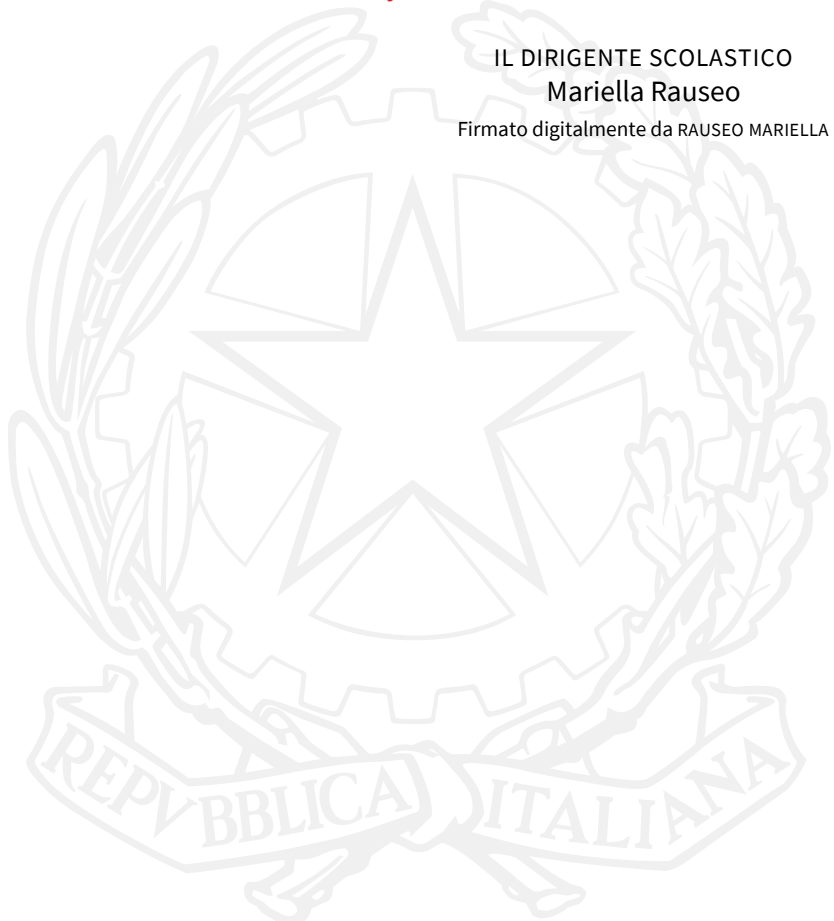 IL DIRIGENTE SCOLASTICO
Mariella Rauseo
Firmato digitalmente da RAUSEO MARIELLA
REPVBBLICA ITALIANA